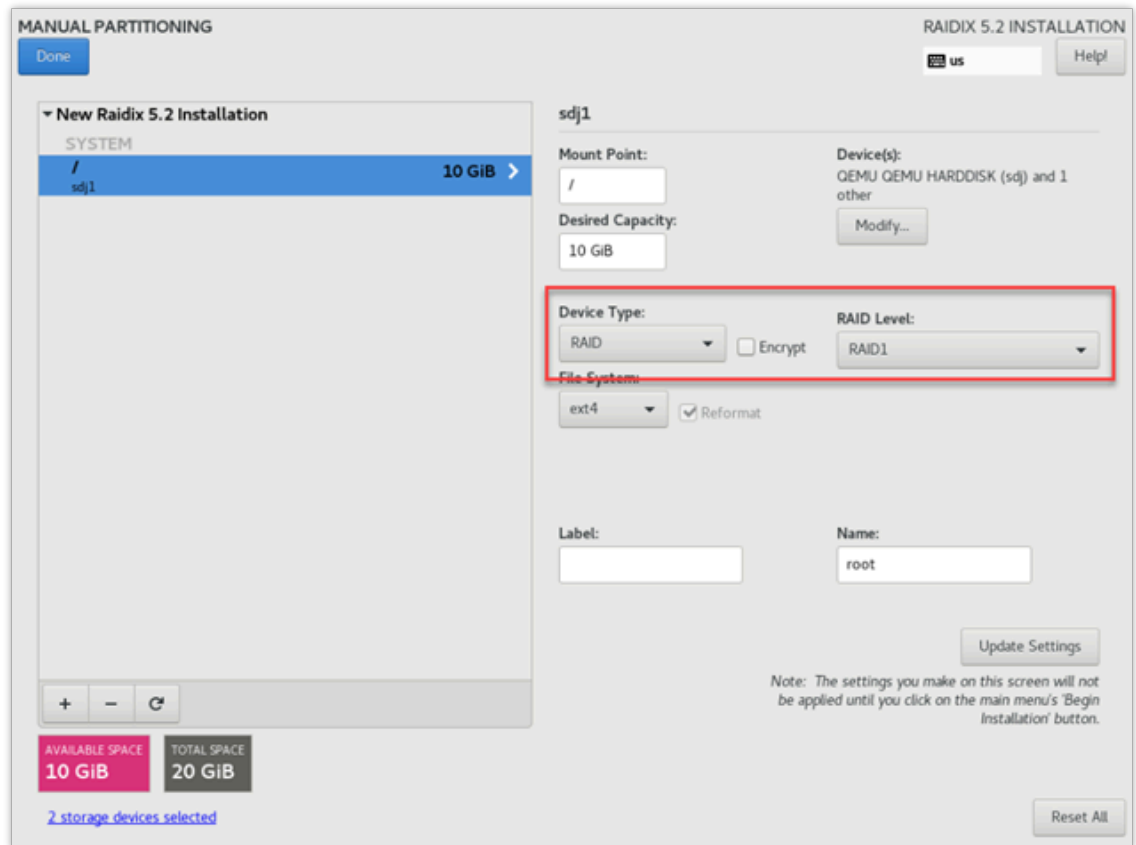 MANUAL PARTITIONING
Done
RAIDIX 5.2 INSTALLATION
us
Help!
New Raidix 5.2 Installation
SYSTEM
/
10 GiB
sdj1
sdj1
Mount Point:
/
Device(s):
QEMU QEMU HARDDISK (sdj) and 1
other
Modify...
Desired Capacity:
10 GiB
Device Type:
RAID
Encrypt
RAID Level:
RAID1
File System:
ext4
Reformat
Label:
Name:
root
Update Settings
Note: The settings you make on this screen will not
be applied until you click on the main menu's 'Begin
Installation' button.
+ −
AVAILABLE SPACE
10 GiB
TOTAL SPACE
20 GiB
2 storage devices selected
Reset All